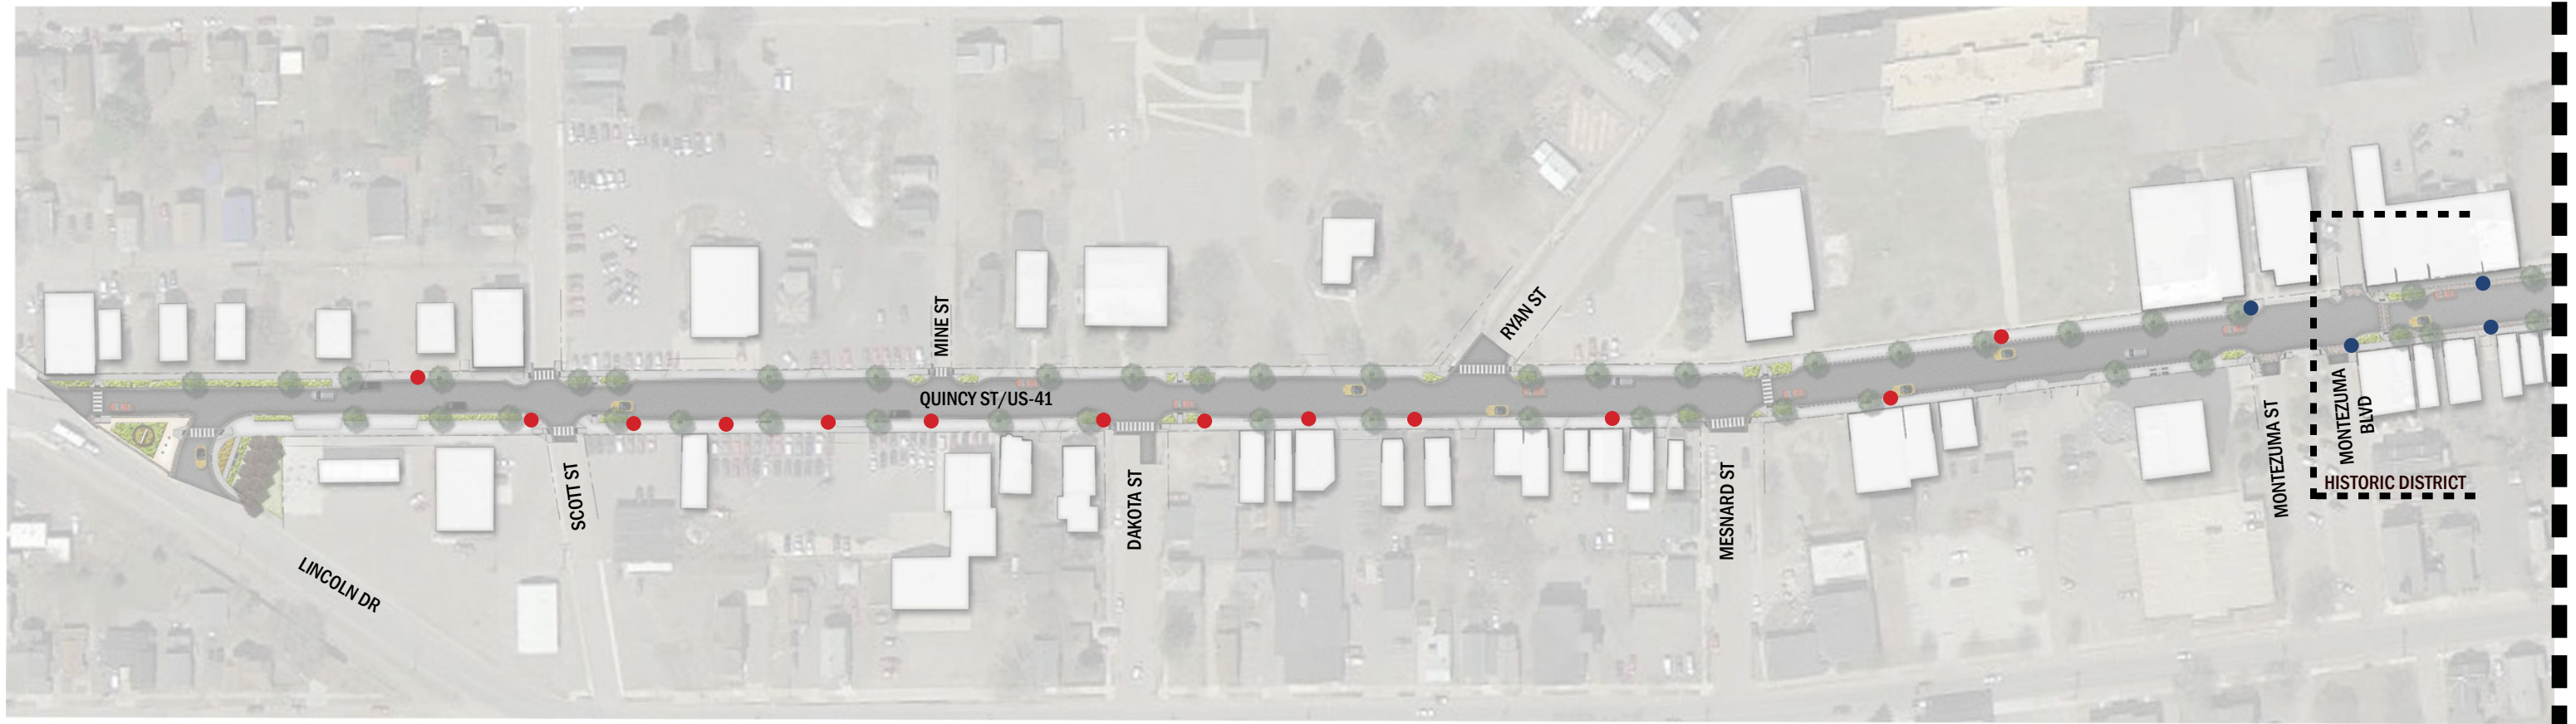 MINE ST
RYAN ST
QUINCY ST/US-41
MONTEZUMA
BLVD
HISTORIC DISTRICT
MONTEZUMA ST
MESNARD ST
DAKOTA ST
SCOTT ST
LINCOLN DR